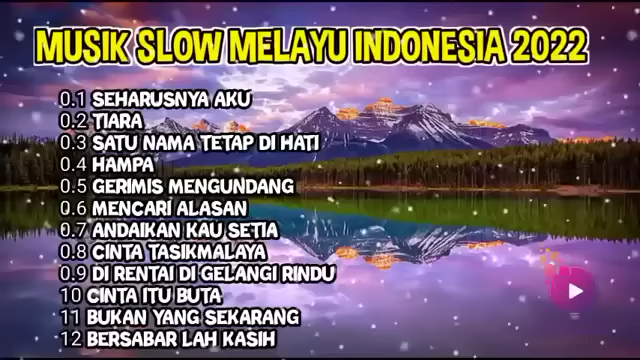 MUSIK SLOW MELAYU INDONESIA 2022
0.1 SEHARUSNYA AKU
0.2 TIARA
0.3 SATU NAMA TETAP DI HATI
0.4 HAMPA
0.5 GERIMIS MENGUNDANG
0.6 MENCARI ALASAN
0.7 ANDAIKAN KAU SETIA
0.8 CINTA TASIKMALAYA
0.9 DI RENTAI DI GELANGI RINDU
10 CINTA ITU BUTA
11 BUKAN YANG SEKARANG
12 BERSABAR LAH KASIH